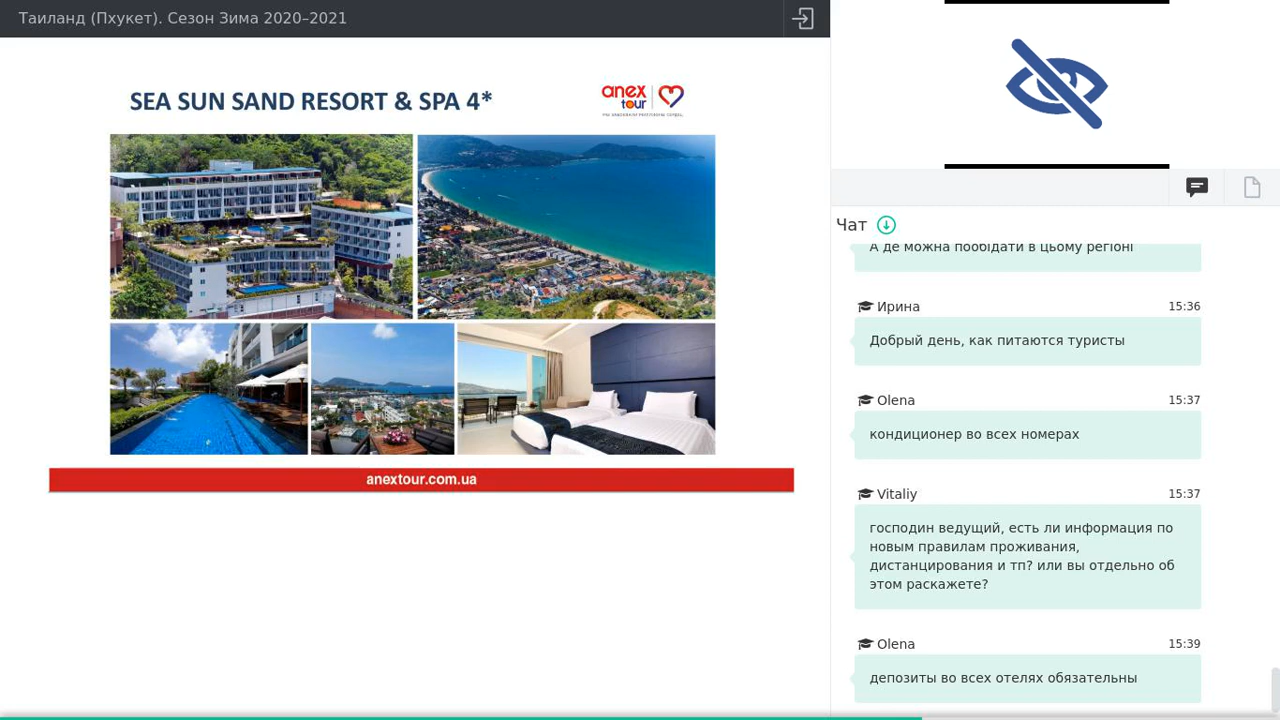 Таиланд (Пхукет). Сезон Зима 2020–2021
SEA SUN SAND RESORT & SPA 4*
anex
tour
anextour.com.ua
Чат
А де можна пообідати в цьому регіоні
Ирина 15:36
Добрый день, как питаются туристы
Olena 15:37
кондиционер во всех номерах
Vitaliy 15:37
господин ведущий, есть ли информация по
новым правилам проживания,
дистанцирования и тп? или вы отдельно об
этом раскажете?
Olena 15:39
депозиты во всех отелях обязательны